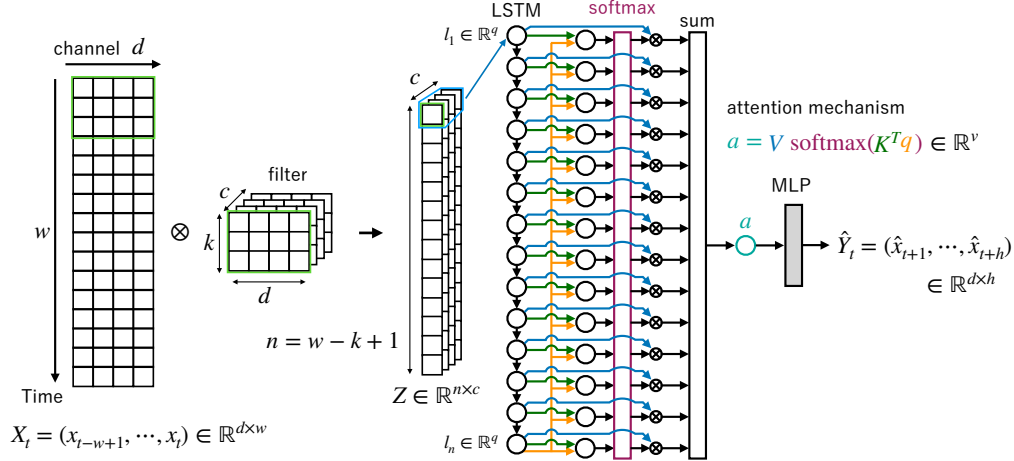 channel d
w
Time
X_t = (x_{t−w+1}, ⋯, x_t) ∈ ℝ^{d×w}
⊗
filter
c
k
d
c
n = w − k + 1
Z ∈ ℝ^{n×c}
LSTM
l_1 ∈ ℝ^q
l_n ∈ ℝ^q
softmax
sum
attention mechanism
a = V softmax(K^T q) ∈ ℝ^v
a
MLP
Ŷ_t = (x̂_{t+1}, ⋯, x̂_{t+h})
∈ ℝ^{d×h}